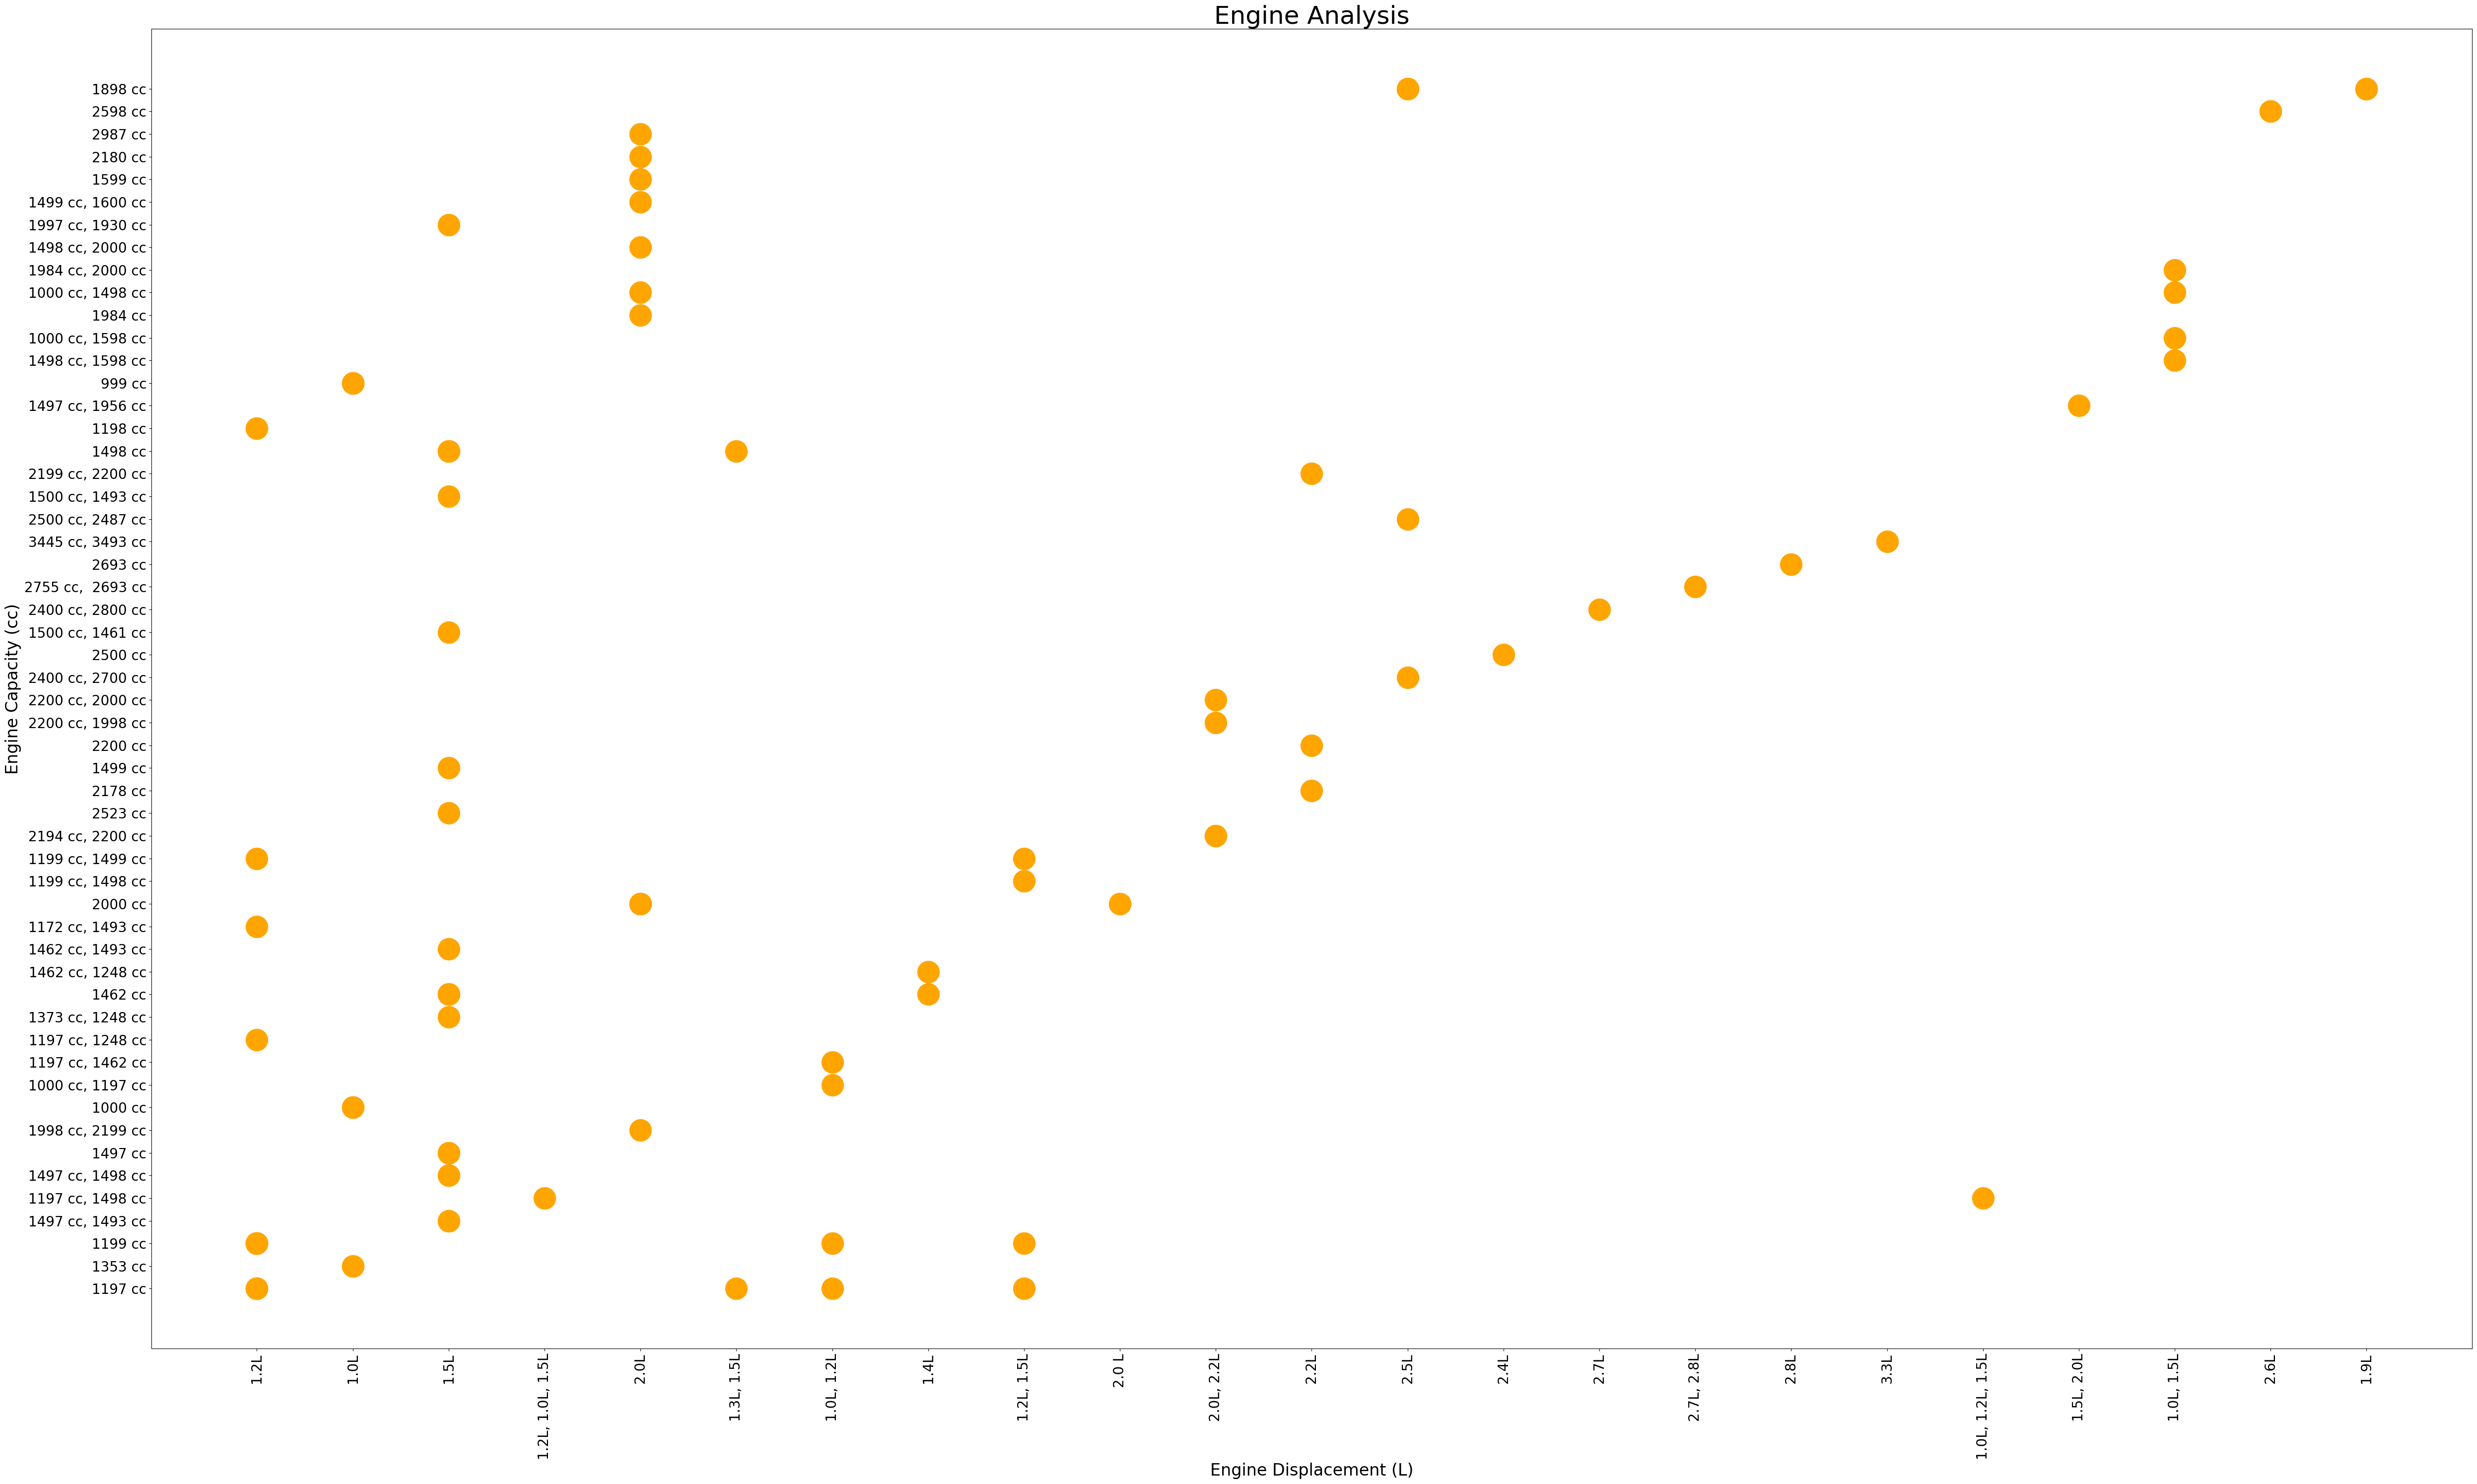 Engine Analysis
Engine Capacity (cc)
1898 cc
2598 cc
2987 cc
2180 cc
1599 cc
1499 cc, 1600 cc
1997 cc, 1930 cc
1498 cc, 2000 cc
1984 cc, 2000 cc
1000 cc, 1498 cc
1984 cc
1000 cc, 1598 cc
1498 cc, 1598 cc
999 cc
1497 cc, 1956 cc
1198 cc
1498 cc
2199 cc, 2200 cc
1500 cc, 1493 cc
2500 cc, 2487 cc
3445 cc, 3493 cc
2693 cc
2755 cc,  2693 cc
2400 cc, 2800 cc
1500 cc, 1461 cc
2500 cc
2400 cc, 2700 cc
2200 cc, 2000 cc
2200 cc, 1998 cc
2200 cc
1499 cc
2178 cc
2523 cc
2194 cc, 2200 cc
1199 cc, 1499 cc
1199 cc, 1498 cc
2000 cc
1172 cc, 1493 cc
1462 cc, 1493 cc
1462 cc, 1248 cc
1462 cc
1373 cc, 1248 cc
1197 cc, 1248 cc
1197 cc, 1462 cc
1000 cc, 1197 cc
1000 cc
1998 cc, 2199 cc
1497 cc
1497 cc, 1498 cc
1197 cc, 1498 cc
1497 cc, 1493 cc
1199 cc
1353 cc
1197 cc
1.2L
1.0L
1.5L
1.2L, 1.0L, 1.5L
2.0L
1.3L, 1.5L
1.0L, 1.2L
1.4L
1.2L, 1.5L
2.0 L
2.0L, 2.2L
2.2L
2.5L
2.4L
2.7L
2.7L, 2.8L
2.8L
3.3L
1.0L, 1.2L, 1.5L
1.5L, 2.0L
1.0L, 1.5L
2.6L
1.9L
Engine Displacement (L)